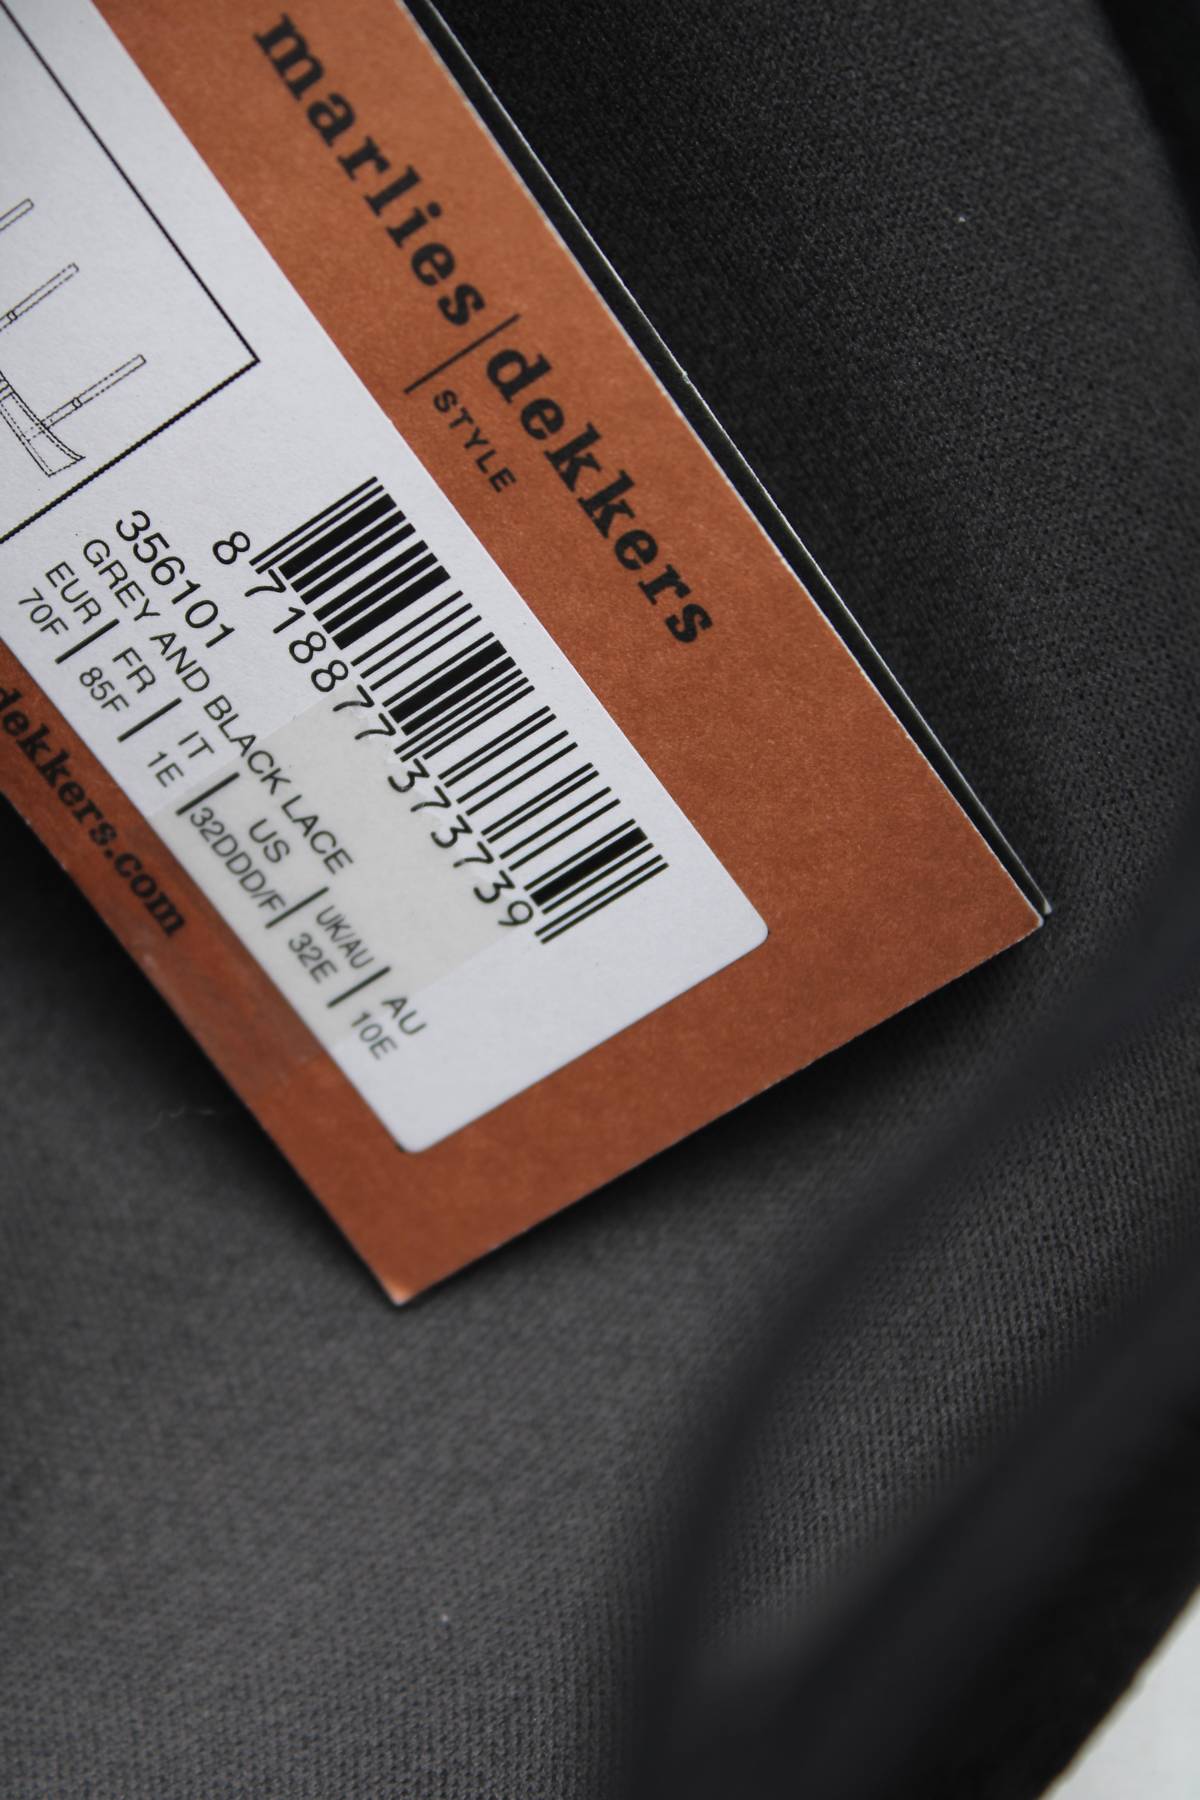 marlies|dekkers
STYLE
8 718877 373739
356101
GREY AND BLACK LACE
EUR | FR | IT | US | UK/AU | AU
70F | 85F | 1E | 32DDD/F | 32E | 10E
dekkers.com